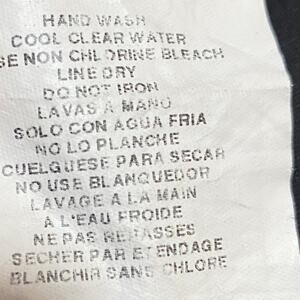 HAND WASH
COOL CLEAR WATER
SE NON CHLORINE BLEACH
LINE DRY
DO NOT IRON
LAVAS A MANO
SOLO CON AGUA FRIA
NO LO PLANCHE
CUELGUESE PARA SECAR
NO USE BLANQUEDOR
LAVAGE A LA MAIN
A L'EAU FROIDE
NE PAS REPASSES
SECHER PAR ETENDAGE
BLANCHIR SANS CHLORE